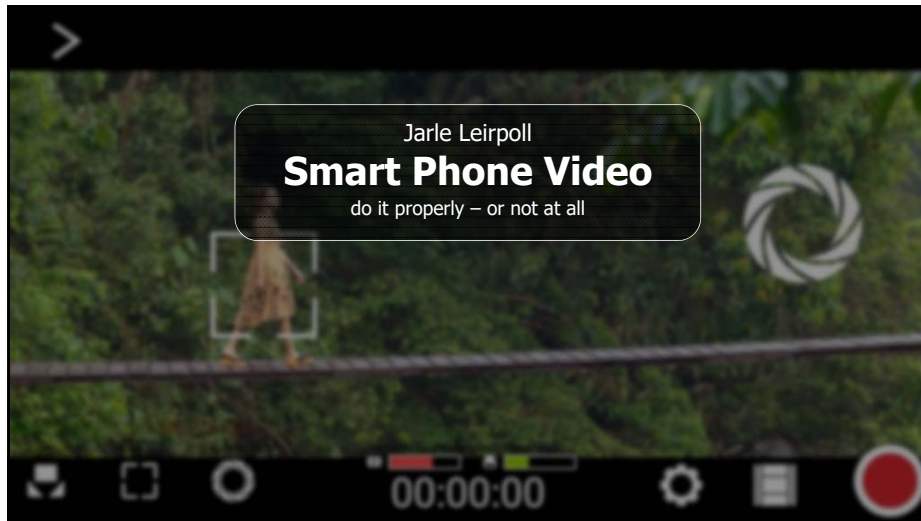 Jarle Leirpoll
Smart Phone Video
do it properly – or not at all
00:00:00